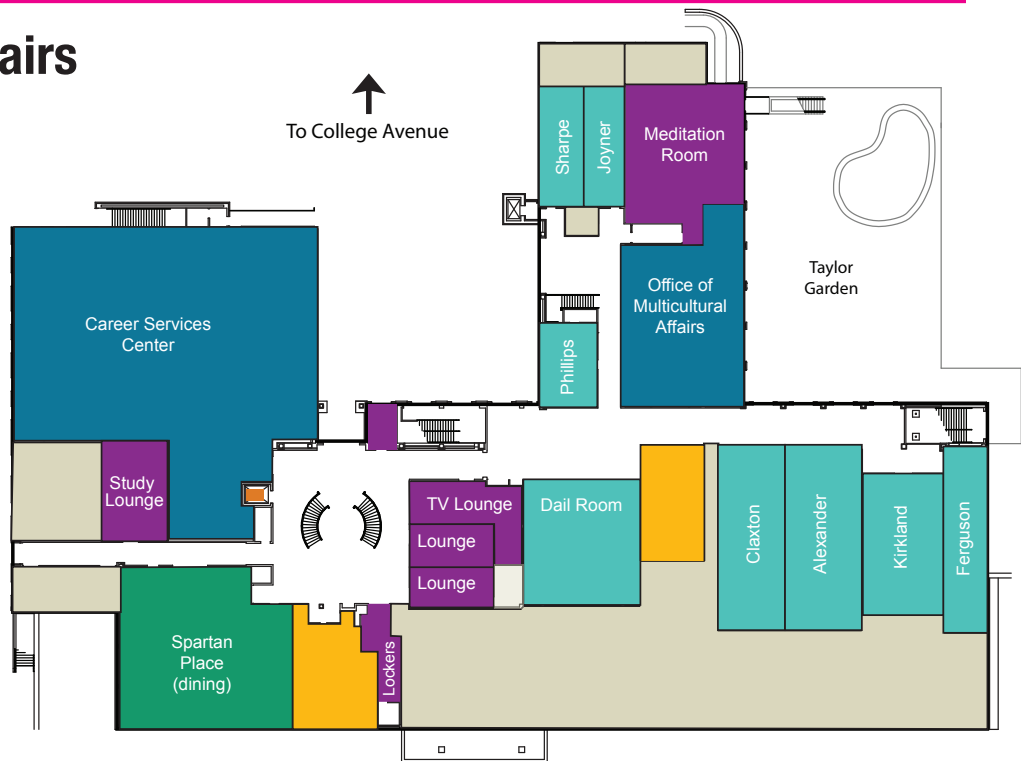 airs
To College Avenue
Sharpe
Joyner
Meditation
Room
Taylor
Garden
Office of
Multicultural
Affairs
Career Services
Center
Phillips
Study
Lounge
TV Lounge
Lounge
Lounge
Dail Room
Claxton
Alexander
Kirkland
Ferguson
Spartan
Place
(dining)
Lockers